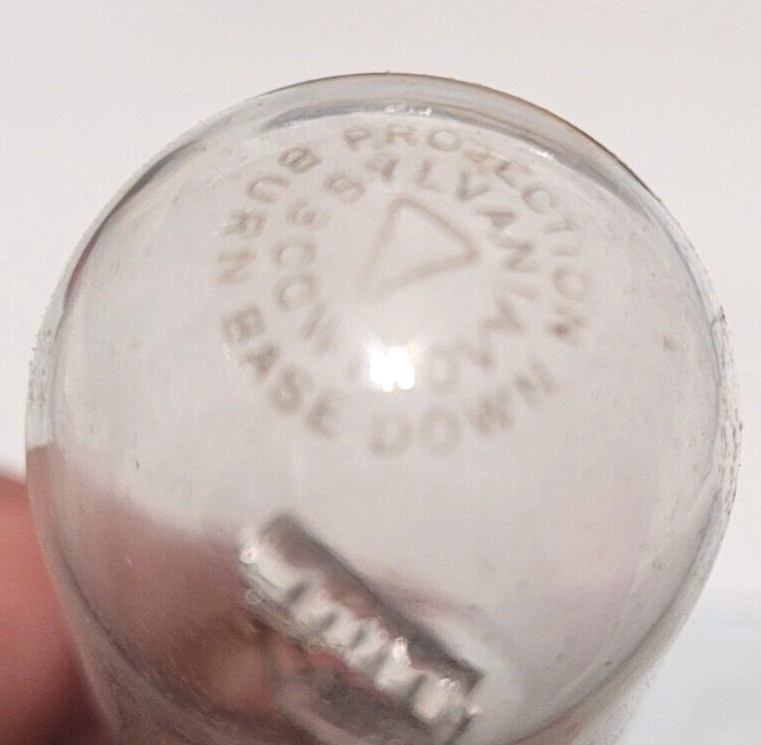 PROJECTION
SYLVANIA
300W
BURN BASE DOWN